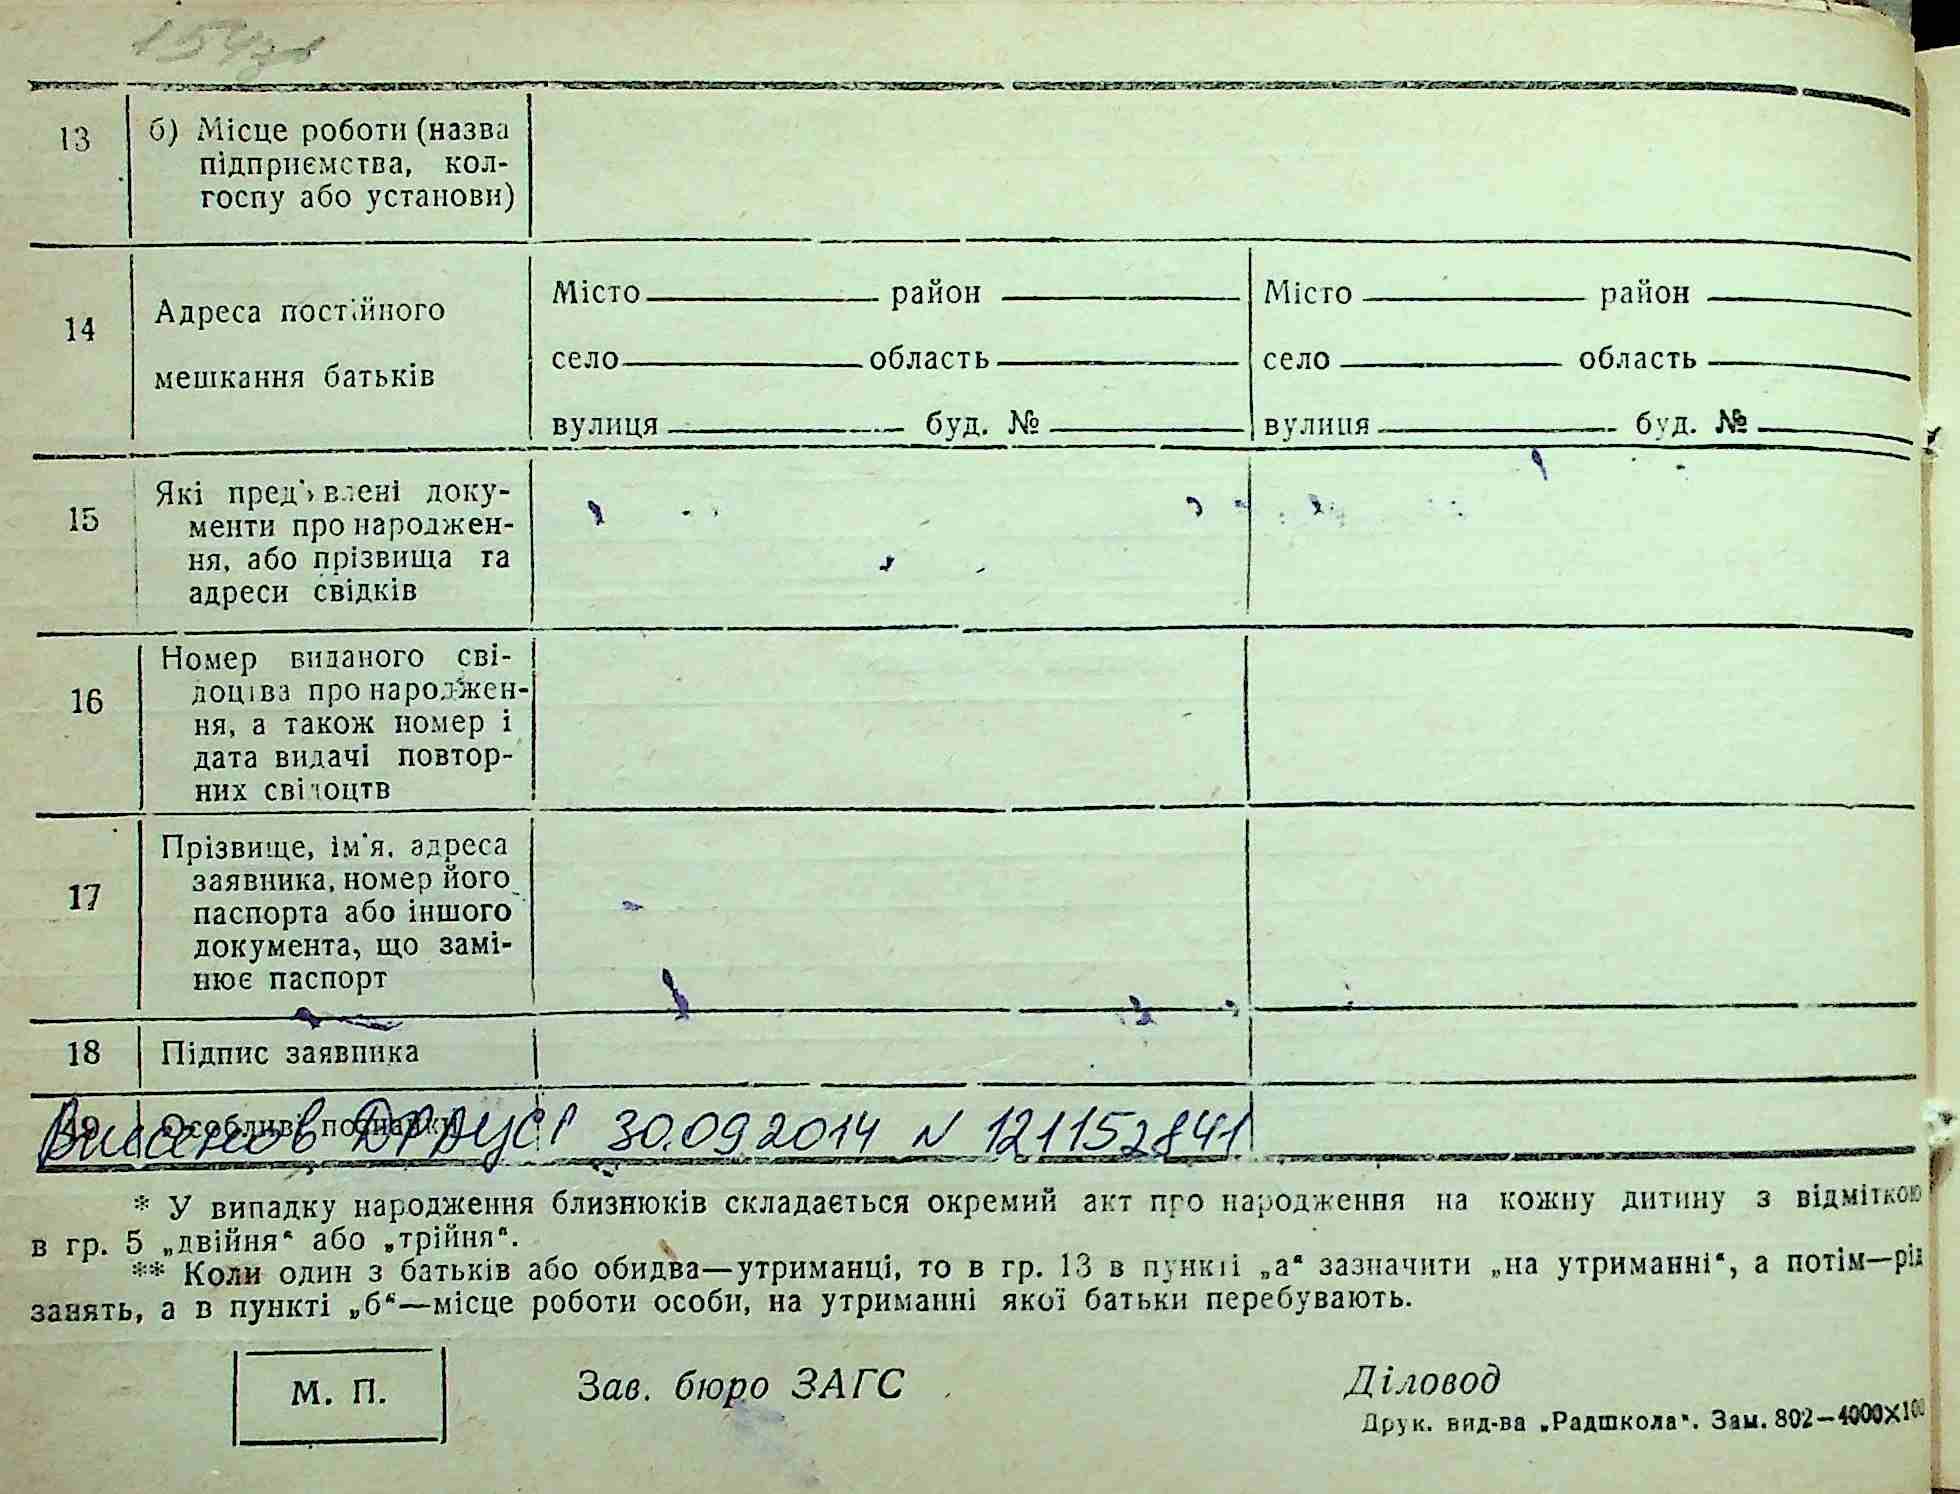 13
б) Місце роботи (назва
підприємства, кол-
госпу або установи)
14
Адреса постійного
мешкання батьків
Місто район
село область
вулиця буд. №
Місто район
село область
вулиця буд. №
15
Які пред'явлені доку-
менти про народжен-
ня, або прізвища та
адреси свідків
16
Номер виданого сві-
доцтва про народжен-
ня, а також номер і
дата видачі повтор-
них свідоцтв
17
Прізвище, ім'я, адреса
заявника, номер його
паспорта або іншого
документа, що замі-
нює паспорт
18
Підпис заявника
19
Особливі
ДРАЦСГ 30.09.2014 N 121152841
* У випадку народження близнюків складається окремий акт про народження на кожну дитину з відміткою
в гр. 5 „двійня“ або „трійня“.
** Коли один з батьків або обидва—утриманці, то в гр. 13 в пункті „а“ зазначити „на утриманні“, а потім—рід
занять, а в пункті „б“—місце роботи особи, на утриманні якої батьки перебувають.
М. П.
Зав. бюро ЗАГС
Діловод
Друк. вид-ва „Радшкола“. Зам. 802—4000×100